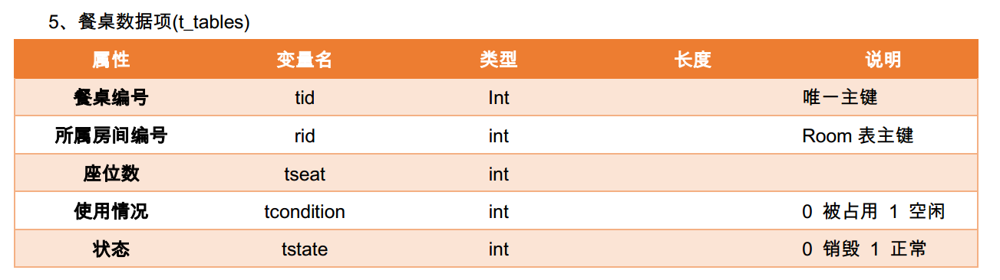 5、餐桌数据项(t_tables)
属性 变量名 类型 长度 说明
餐桌编号 tid Int 唯一主键
所属房间编号 rid int Room 表主键
座位数 tseat int
使用情况 tcondition int 0 被占用 1 空闲
状态 tstate int 0 销毁 1 正常